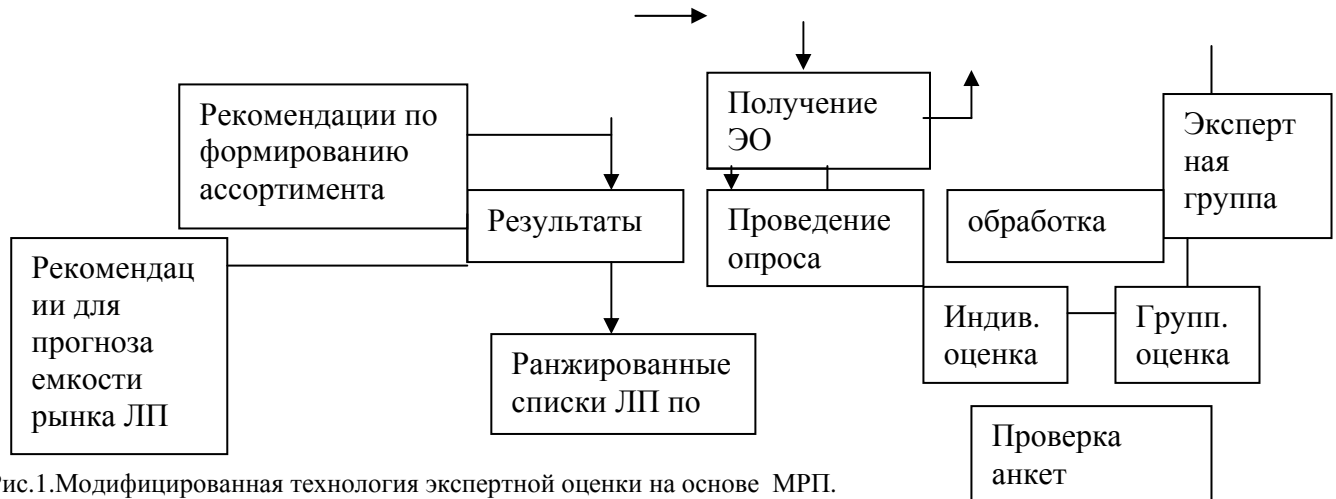 Получение
ЭО
Рекомендации по
формированию
ассортимента
Эксперт
ная
группа
Результаты
Проведение
опроса
обработка
Рекомендац
ии для
прогноза
емкости
рынка ЛП
Индив.
оценка
Групп.
оценка
Ранжированные
списки ЛП по
Проверка
анкет
ис.1.Модифицированная технология экспертной оценки на основе МРП.